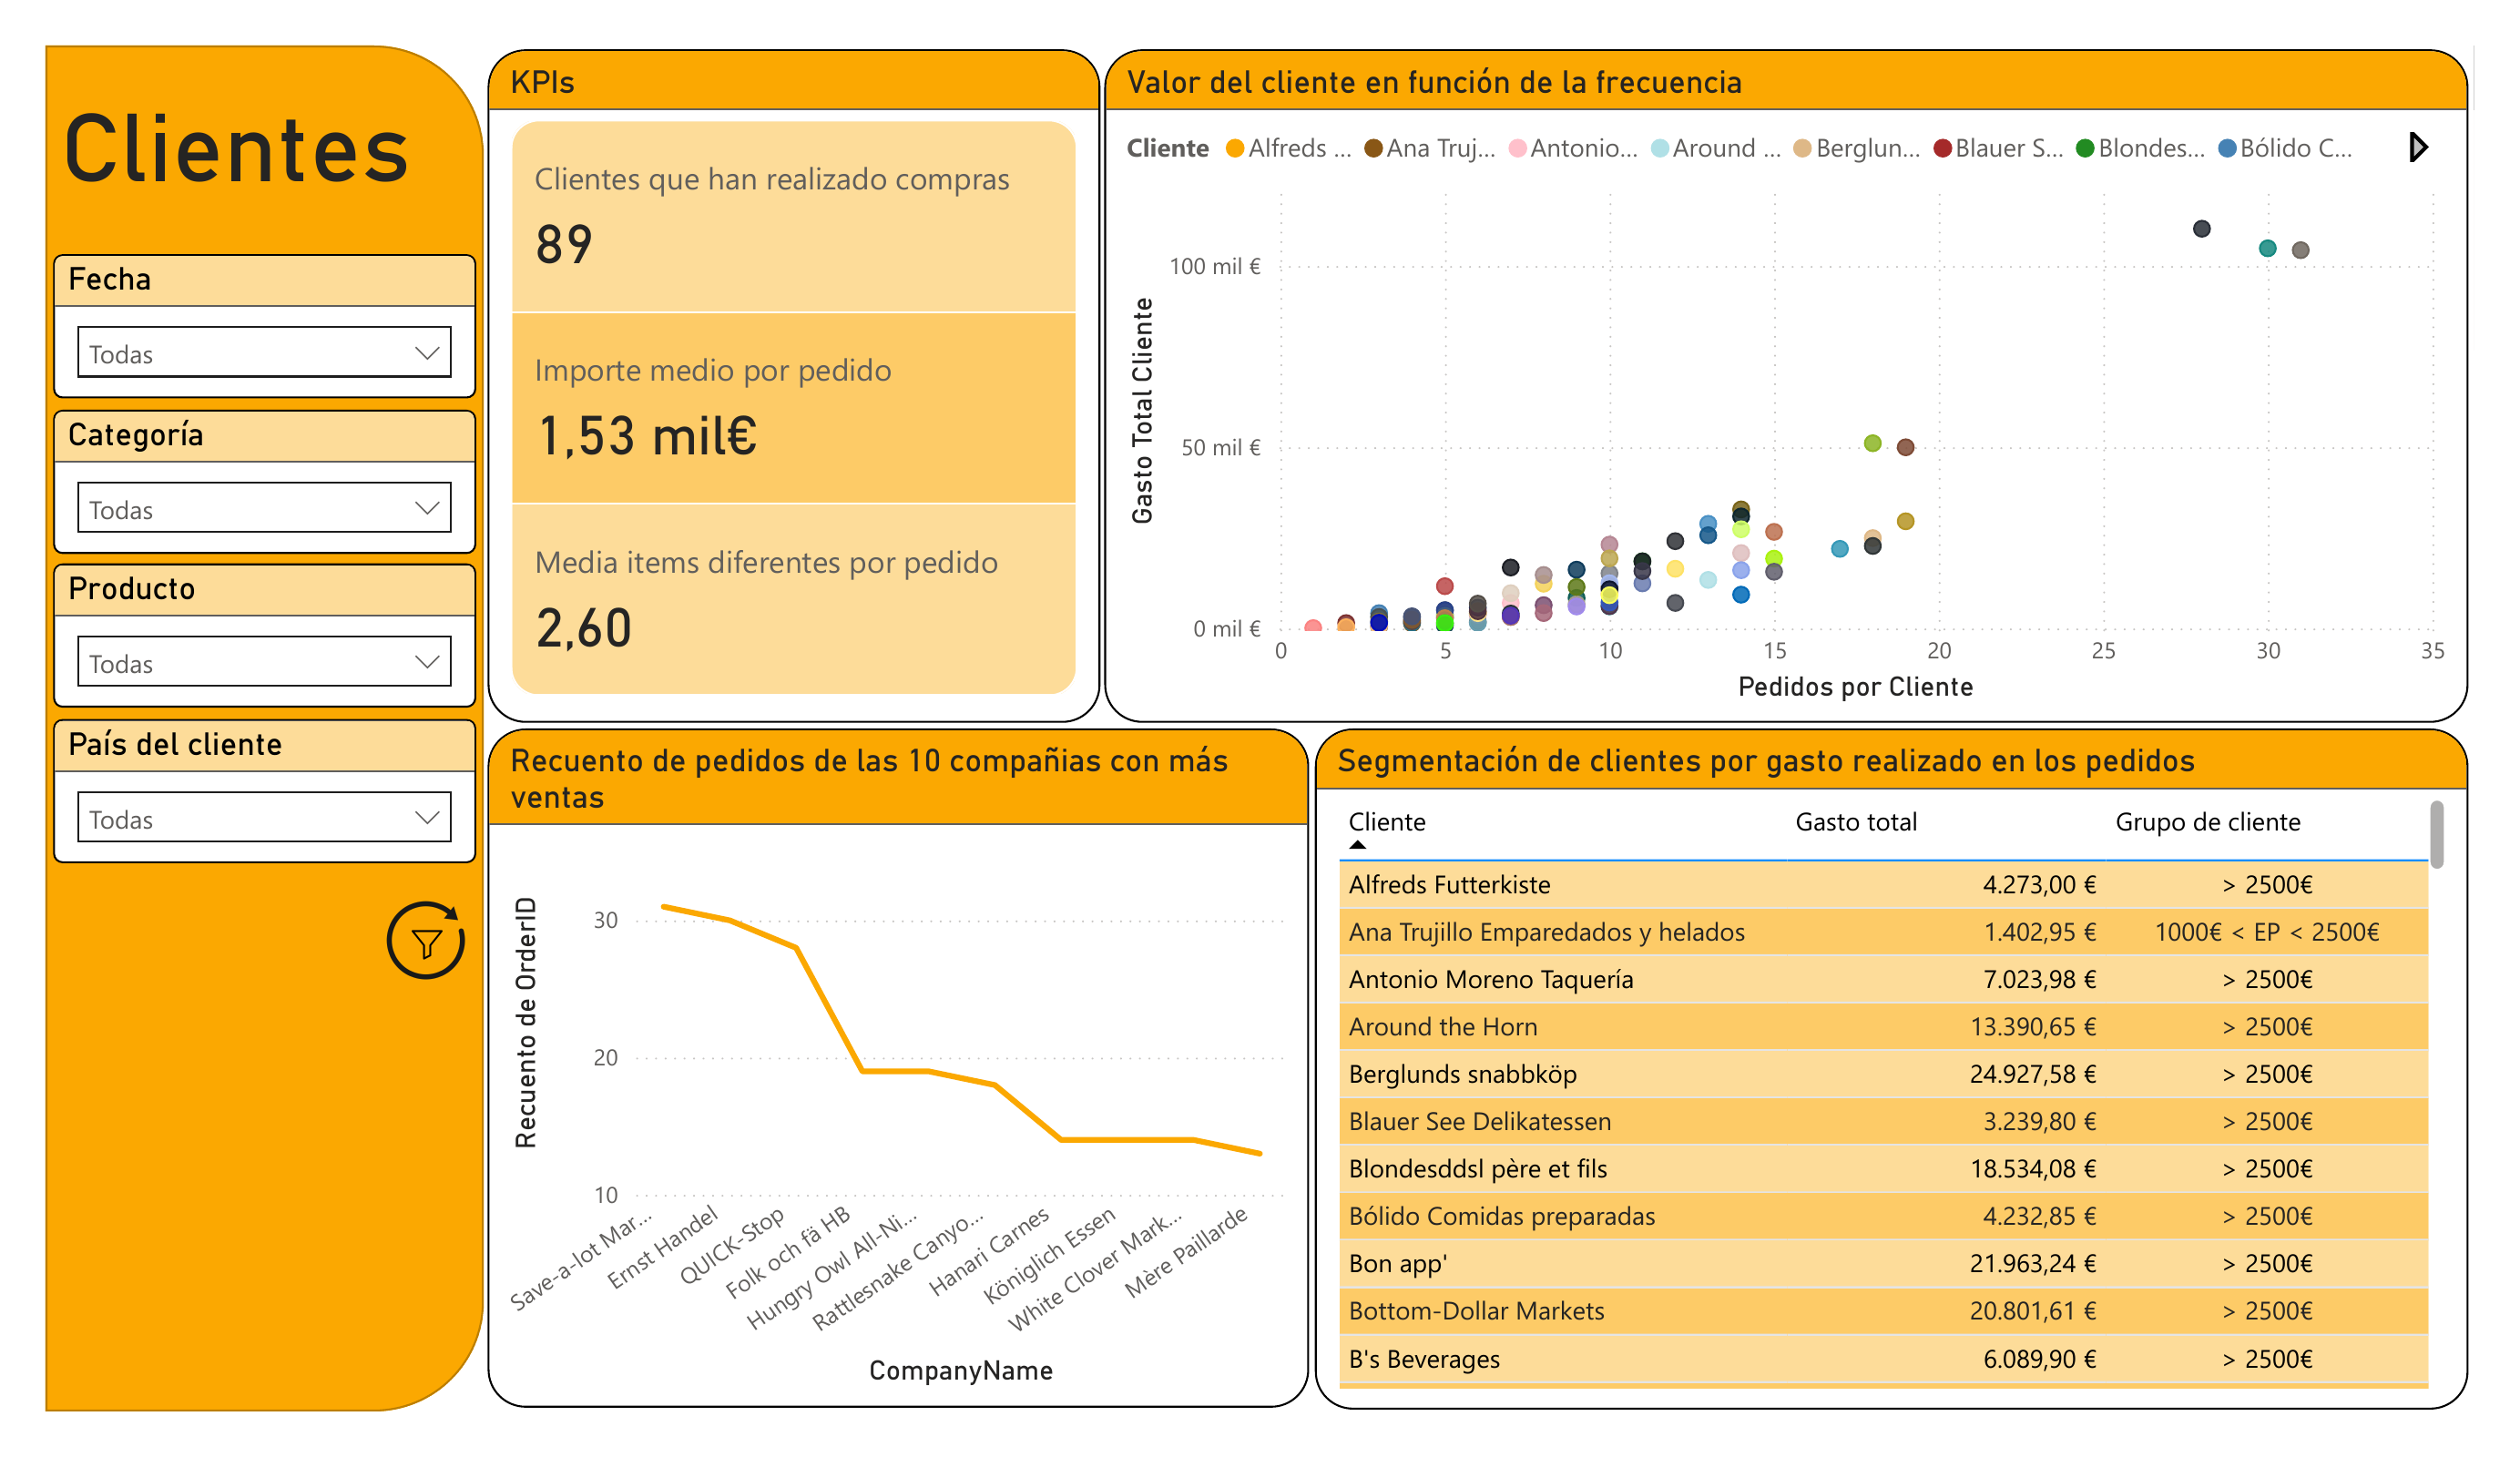 Clientes
Fecha
Todas
Categoría
Todas
Producto
Todas
País del cliente
Todas
KPIs
Clientes que han realizado compras
89
Importe medio por pedido
1,53 mil€
Media items diferentes por pedido
2,60
Valor del cliente en función de la frecuencia
Cliente Alfreds ... Ana Truj... Antonio... Around ... Berglun... Blauer S... Blondes... Bólido C...
Gasto Total Cliente
100 mil €
50 mil €
0 mil €
0 5 10 15 20 25 30 35
Pedidos por Cliente
Recuento de pedidos de las 10 compañias con más
ventas
Recuento de OrderID
30
20
10
Save-a-lot Mar...
Ernst Handel
QUICK-Stop
Folk och fä HB
Hungry Owl All-Ni...
Rattlesnake Canyo...
Hanari Carnes
Königlich Essen
White Clover Mark...
Mère Paillarde
CompanyName
Segmentación de clientes por gasto realizado en los pedidos
Cliente Gasto total Grupo de cliente
Alfreds Futterkiste 4.273,00 € > 2500€
Ana Trujillo Emparedados y helados 1.402,95 € 1000€ < EP < 2500€
Antonio Moreno Taquería 7.023,98 € > 2500€
Around the Horn 13.390,65 € > 2500€
Berglunds snabbköp 24.927,58 € > 2500€
Blauer See Delikatessen 3.239,80 € > 2500€
Blondesddsl père et fils 18.534,08 € > 2500€
Bólido Comidas preparadas 4.232,85 € > 2500€
Bon app' 21.963,24 € > 2500€
Bottom-Dollar Markets 20.801,61 € > 2500€
B's Beverages 6.089,90 € > 2500€